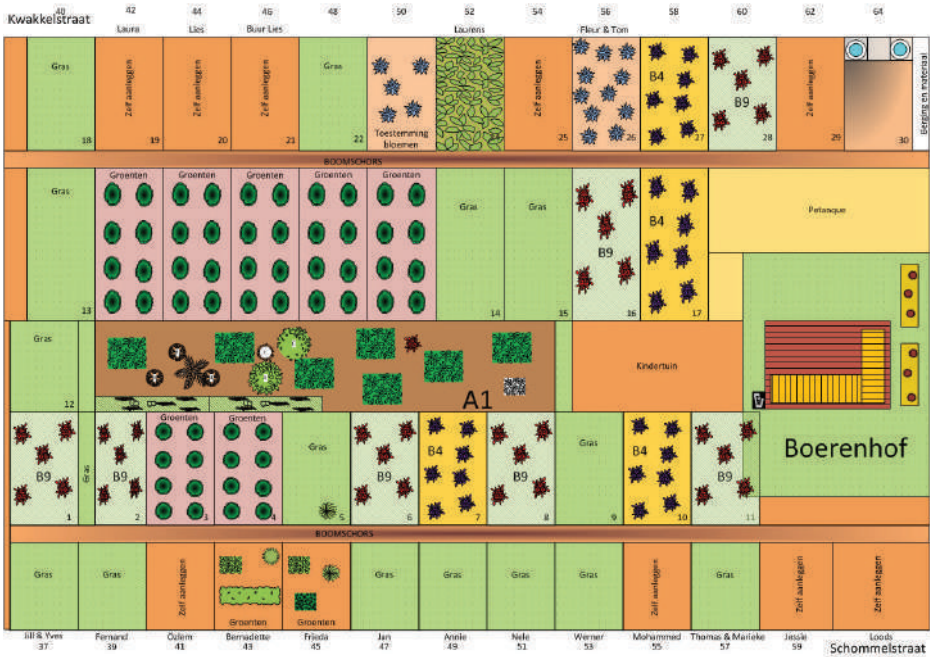 Kwakkelstraat 40 42 44 46 48 50 52 54 56 58 60 62 64
Laura Lies Buur Lies Laurens Fleur & Tom
Gras Zelf aanleggen Zelf aanleggen Zelf aanleggen Gras Toestemming bloemen Zelf aanleggen B4 B9 Zelf aanleggen Berging en materiaal
18 19 20 21 22 25 26 27 28 29 30
BOOMSCHORS
Gras Groenten Groenten Groenten Groenten Groenten Gras Gras B9 B4 Petanque
13 14 15 16 17
Gras A1 Kindertuin
12
Boerenhof
B9 Gras B9 Groenten Groenten Gras B9 B4 B9 Gras B4 B9
1 2 3 4 5 6 7 8 9 10 11
BOOMSCHORS
Gras Gras Zelf aanleggen Groenten Groenten Gras Gras Gras Gras Zelf aanleggen Gras Zelf aanleggen Zelf aanleggen
Jill & Yves Fernand Özlem Bernadette Frieda Jan Annie Nele Werner Mohammed Thomas & Marieke Jessie Loods
37 39 41 43 45 47 49 51 53 55 57 59 Schommelstraat